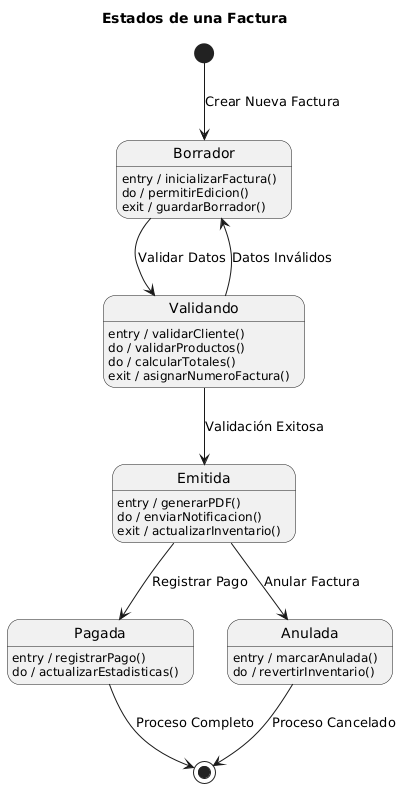 Estados de una Factura
Crear Nueva Factura
Borrador
entry / inicializarFactura()
do / permitirEdicion()
exit / guardarBorrador()
Validar Datos
Datos Inválidos
Validando
entry / validarCliente()
do / validarProductos()
do / calcularTotales()
exit / asignarNumeroFactura()
Validación Exitosa
Emitida
entry / generarPDF()
do / enviarNotificacion()
exit / actualizarInventario()
Registrar Pago
Anular Factura
Pagada
entry / registrarPago()
do / actualizarEstadisticas()
Anulada
entry / marcarAnulada()
do / revertirInventario()
Proceso Completo
Proceso Cancelado